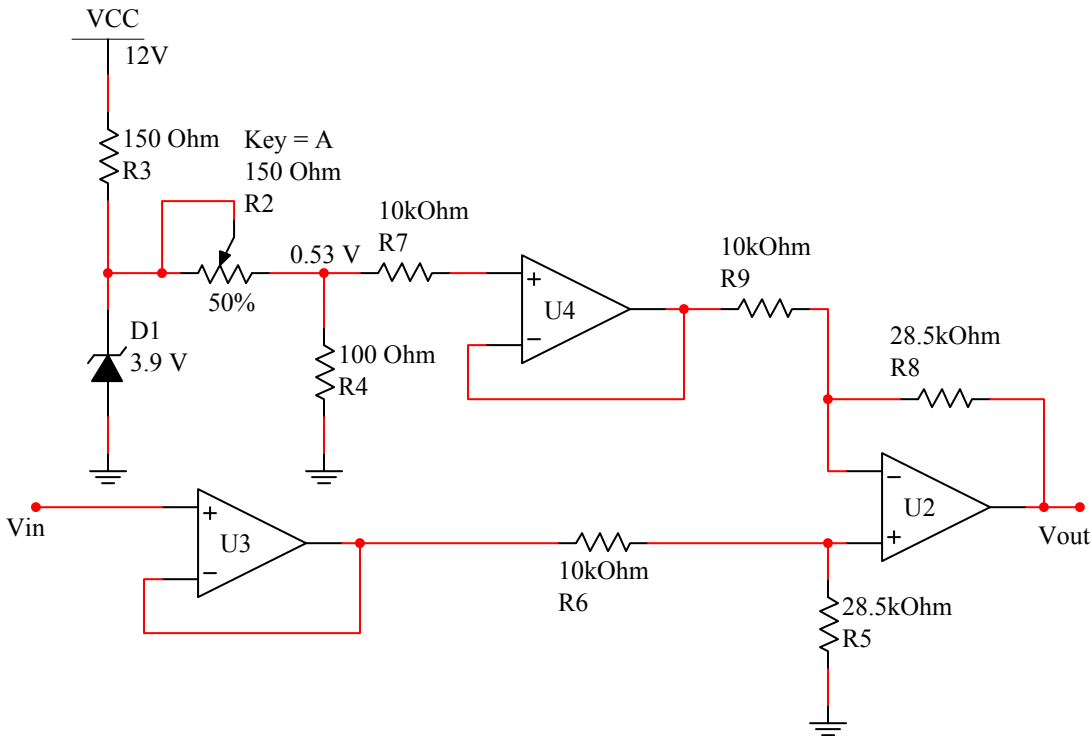 VCC
12V
150 Ohm
R3
Key = A
150 Ohm
R2
50%
0.53 V
10kOhm
R7
D1
3.9 V
100 Ohm
R4
+
−
U4
10kOhm
R9
28.5kOhm
R8
−
+
U2
Vout
Vin
+
−
U3
10kOhm
R6
28.5kOhm
R5